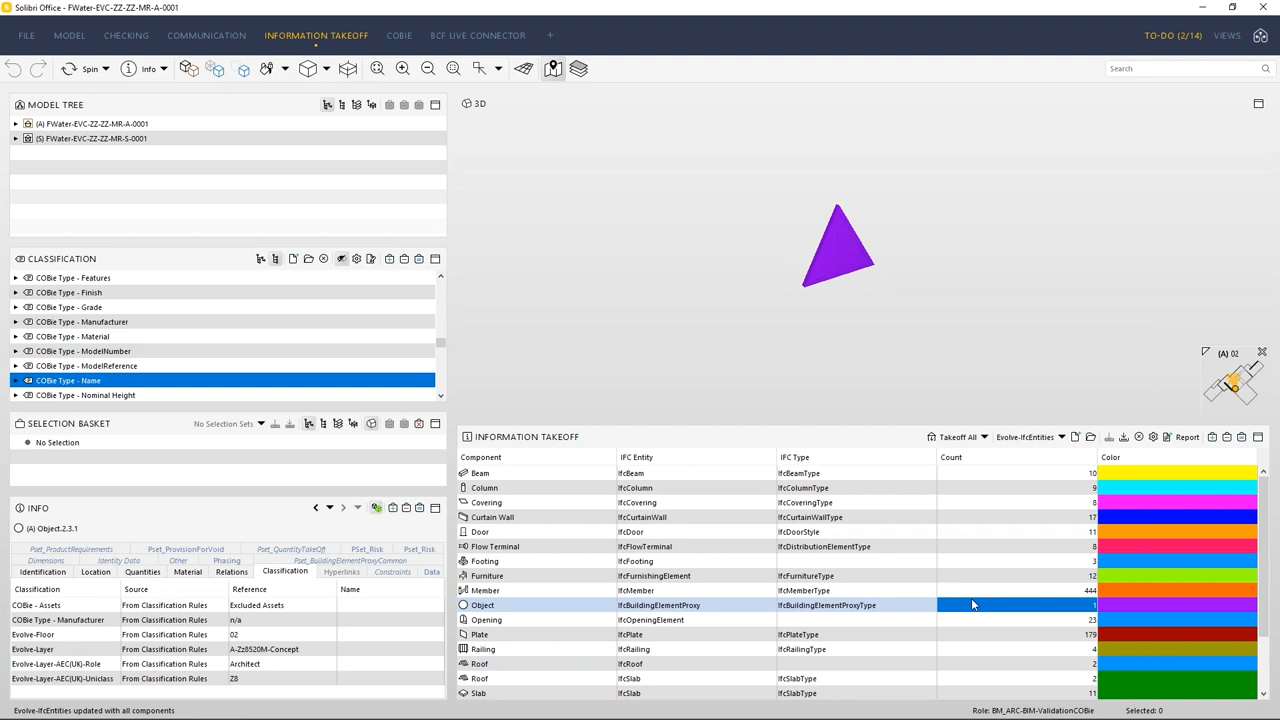 Solibri Office - FWater-EVC-ZZ-ZZ-MR-A-0001
FILE MODEL CHECKING COMMUNICATION INFORMATION TAKEOFF COBIE BCF LIVE CONNECTOR + TO-DO (2/14) VIEWS
Spin Info Search
MODEL TREE
(A) FWater-EVC-ZZ-ZZ-MR-A-0001
(S) FWater-EVC-ZZ-ZZ-MR-S-0001
CLASSIFICATION
COBie Type - Features
COBie Type - Finish
COBie Type - Grade
COBie Type - Manufacturer
COBie Type - Material
COBie Type - ModelNumber
COBie Type - ModelReference
COBie Type - Name
COBie Type - Nominal Height
SELECTION BASKET No Selection Sets
No Selection
INFO
(A) Object.2.3.1
Pset_ProductRequirements Pset_ProvisionForVoid Pset_QuantityTakeOff Pset_Risk Pset_Risk
Dimensions Identity Data Other Phasing Pset_BuildingElementProxyCommon
Identification Location Quantities Material Relations Classification Hyperlinks Constraints Data
Classification Source Reference Name
COBie - Assets From Classification Rules Excluded Assets
COBie Type - Manufacturer From Classification Rules n/a
Evolve-Floor From Classification Rules 02
Evolve-Layer From Classification Rules A-Zz8520M-Concept
Evolve-Layer-AEC(UK)-Role From Classification Rules Architect
Evolve-Layer-AEC(UK)-Uniclass From Classification Rules Z8
3D
(A) 02
INFORMATION TAKEOFF Takeoff All Evolve-IfcEntities Report
Component IFC Entity IFC Type Count Color
Beam IfcBeam IfcBeamType 10
Column IfcColumn IfcColumnType 9
Covering IfcCovering IfcCoveringType 8
Curtain Wall IfcCurtainWall IfcCurtainWallType 17
Door IfcDoor IfcDoorStyle 11
Flow Terminal IfcFlowTerminal IfcDistributionElementType 8
Footing IfcFooting 3
Furniture IfcFurnishingElement IfcFurnitureType 12
Member IfcMember IfcMemberType 444
Object IfcBuildingElementProxy IfcBuildingElementProxyType 1
Opening IfcOpeningElement 23
Plate IfcPlate IfcPlateType 179
Railing IfcRailing IfcRailingType 4
Roof IfcRoof 2
Roof IfcSlab IfcSlabType 2
Slab IfcSlab IfcSlabType 11
Evolve-IfcEntities updated with all components Role: BM_ARC-BIM-ValidationCOBie Selected: 0